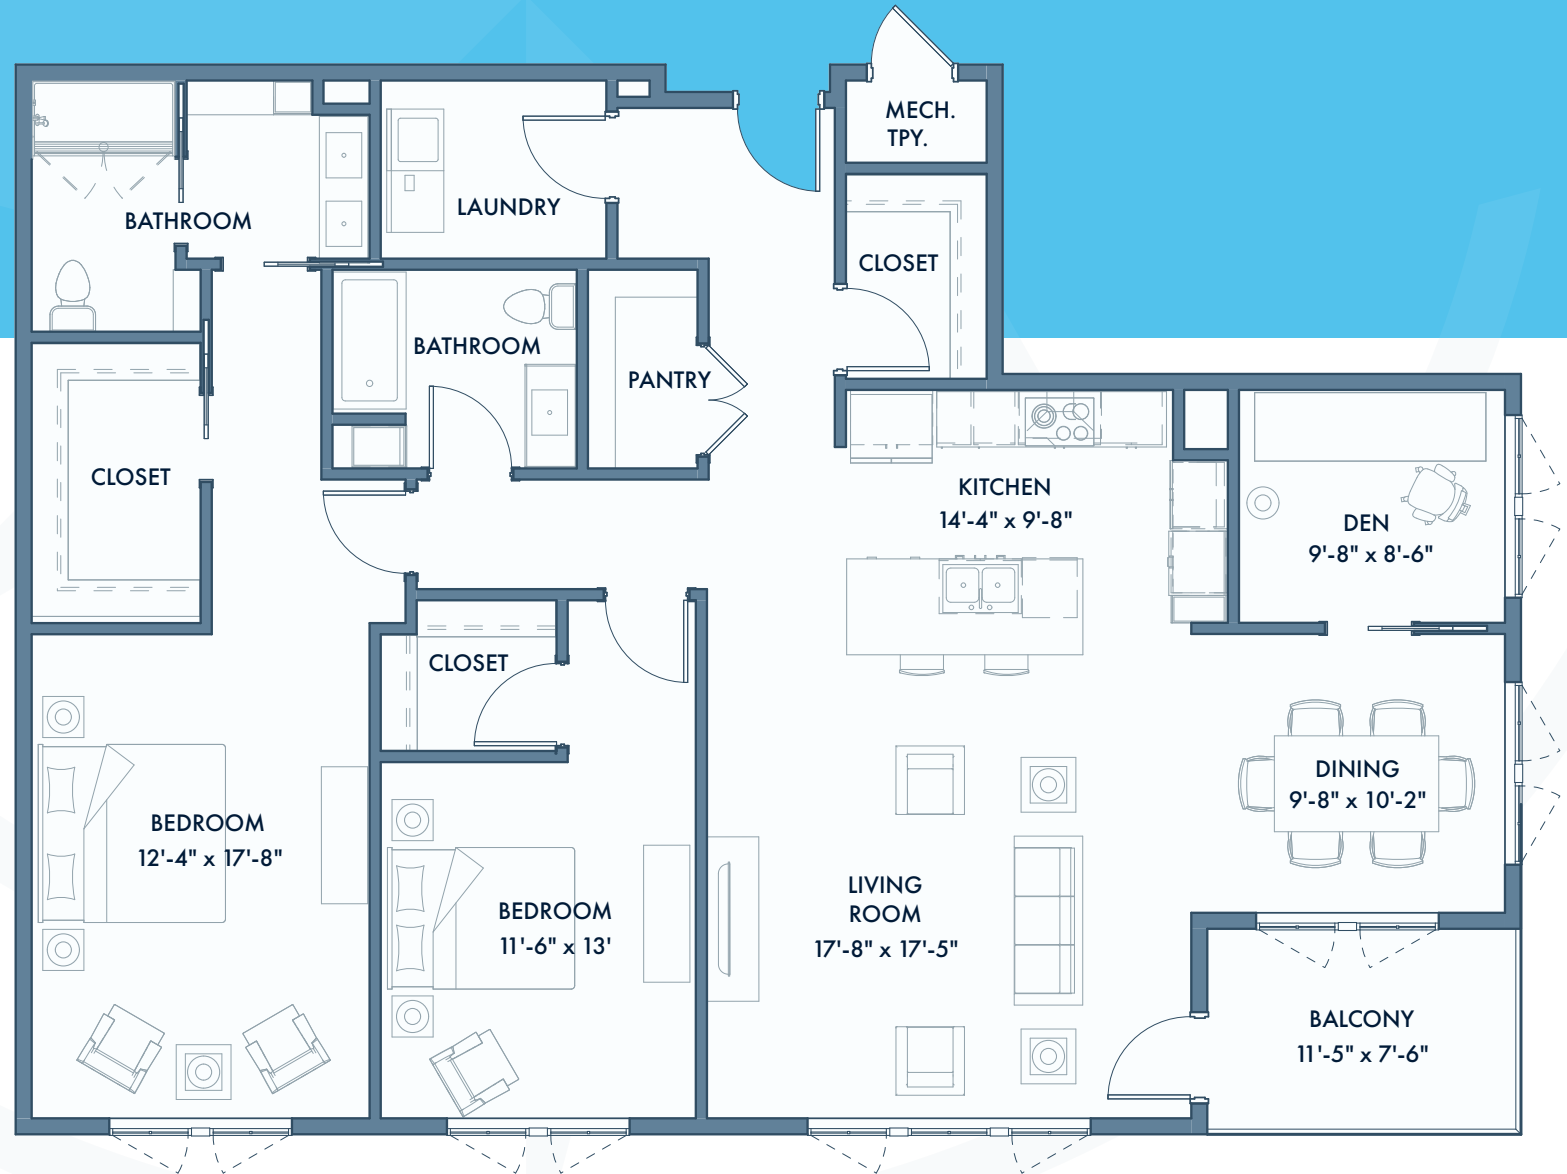 MECH.
TPY.
BATHROOM
LAUNDRY
CLOSET
BATHROOM
PANTRY
CLOSET
KITCHEN
14'-4" x 9'-8"
DEN
9'-8" x 8'-6"
CLOSET
DINING
9'-8" x 10'-2"
BEDROOM
12'-4" x 17'-8"
BEDROOM
11'-6" x 13'
LIVING
ROOM
17'-8" x 17'-5"
BALCONY
11'-5" x 7'-6"